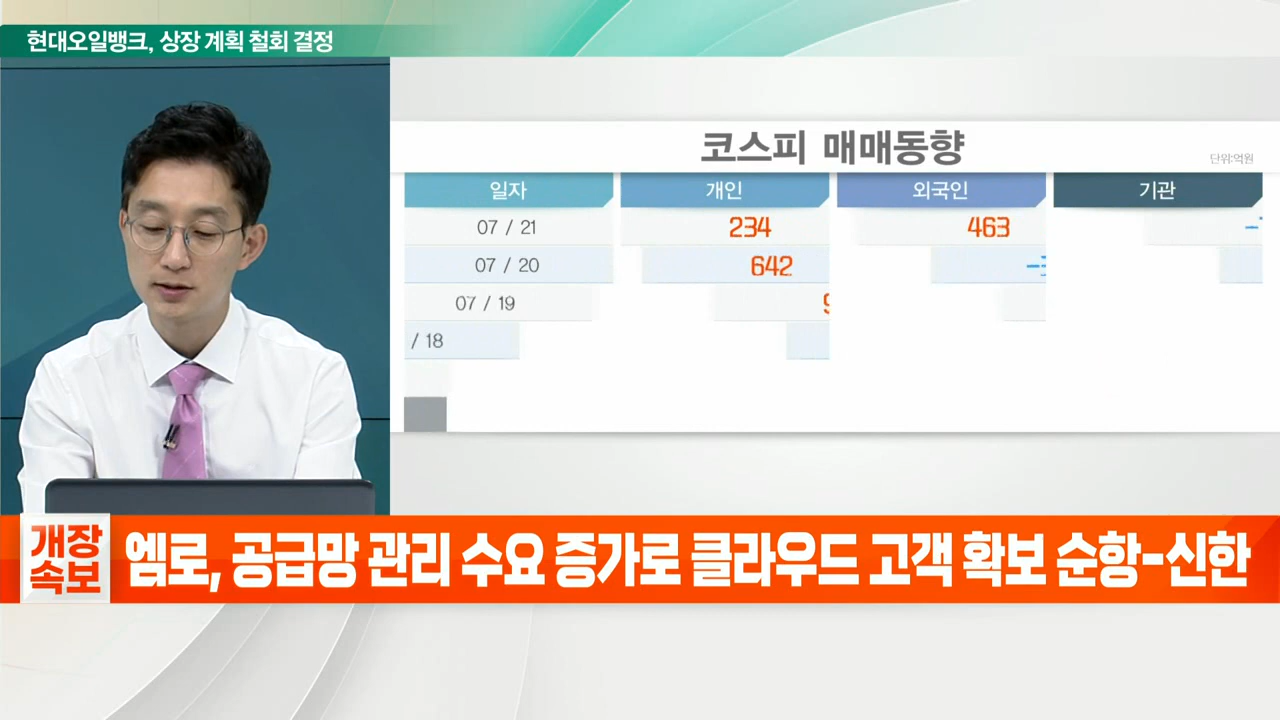 현대오일뱅크, 상장 계획 철회 결정
코스피 매매동향
단위:억원
일자 개인 외국인 기관
07 / 21 234 463
07 / 20 642
07 / 19
/ 18
개장
속보
엠로, 공급망 관리 수요 증가로 클라우드 고객 확보 순항-신한